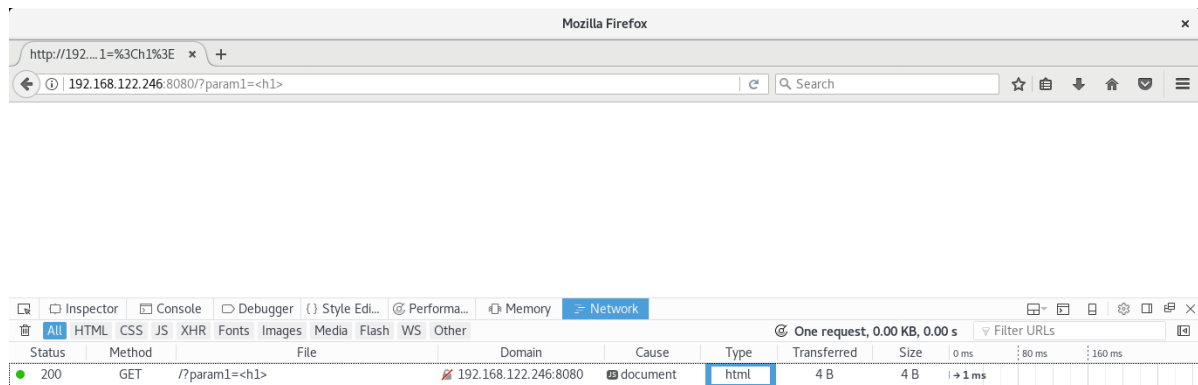 Mozilla Firefox ×
http://192....1=%3Ch1%3E × +
192.168.122.246:8080/?param1=<h1> Search
Inspector Console Debugger {} Style Edi... Performa... Memory Network
All HTML CSS JS XHR Fonts Images Media Flash WS Other One request, 0.00 KB, 0.00 s Filter URLs
Status Method File Domain Cause Type Transferred Size 0 ms 80 ms 160 ms
200 GET /?param1=<h1> 192.168.122.246:8080 JS document html 4 B 4 B → 1 ms